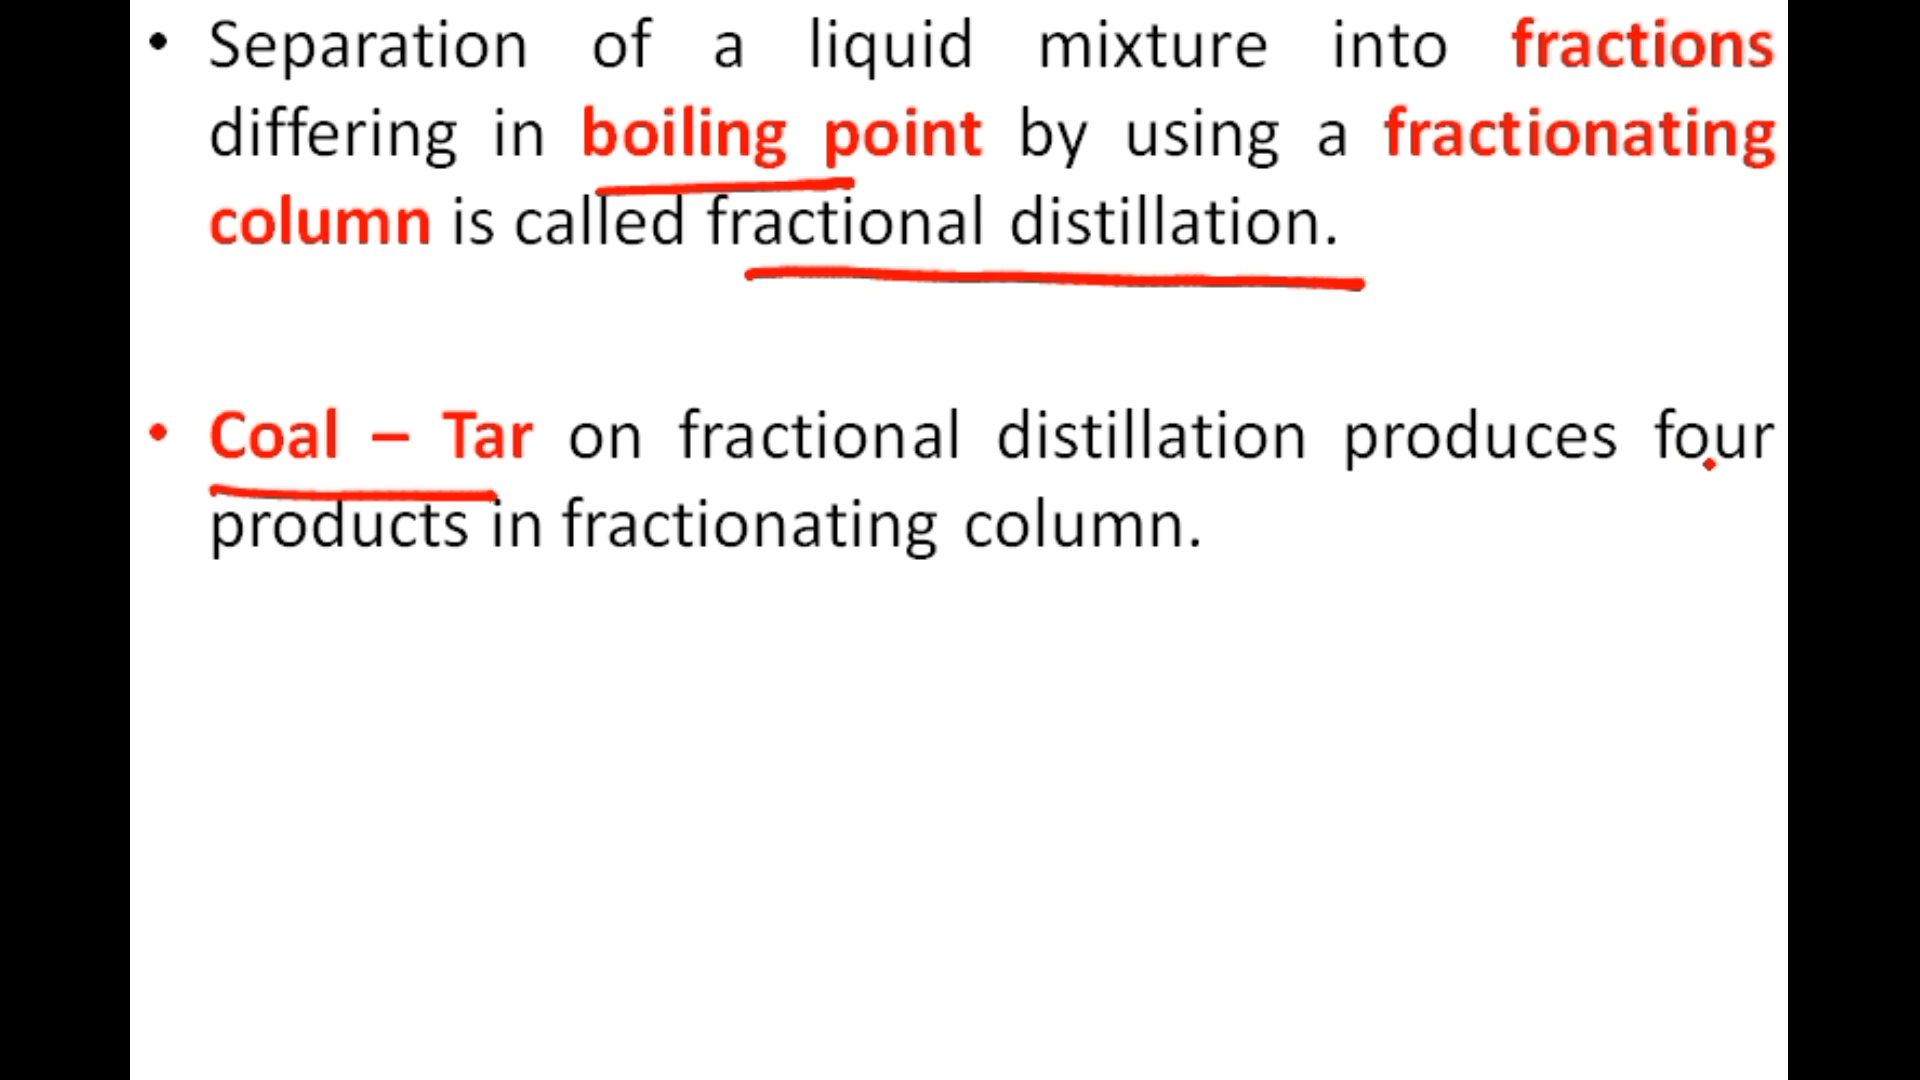 • Separation of a liquid mixture into fractions
differing in boiling point by using a fractionating
column is called fractional distillation.
• Coal – Tar on fractional distillation produces four
products in fractionating column.